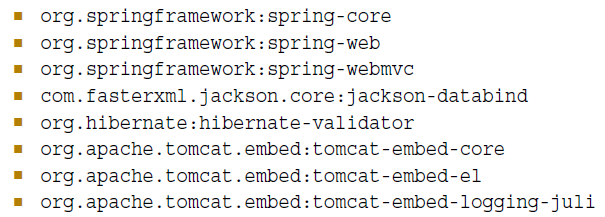 org.springframework:spring-core
org.springframework:spring-web
org.springframework:spring-webmvc
com.fasterxml.jackson.core:jackson-databind
org.hibernate:hibernate-validator
org.apache.tomcat.embed:tomcat-embed-core
org.apache.tomcat.embed:tomcat-embed-el
org.apache.tomcat.embed:tomcat-embed-logging-juli